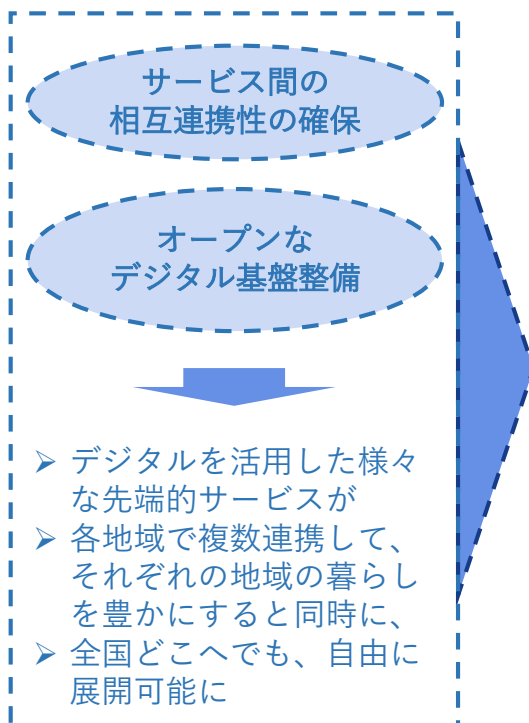 サービス間の
相互連携性の確保
オープンな
デジタル基盤整備
➢ デジタルを活用した様々
な先端的サービスが
➢ 各地域で複数連携して、
それぞれの地域の暮らし
を豊かにすると同時に、
➢ 全国どこへでも、自由に
展開可能に